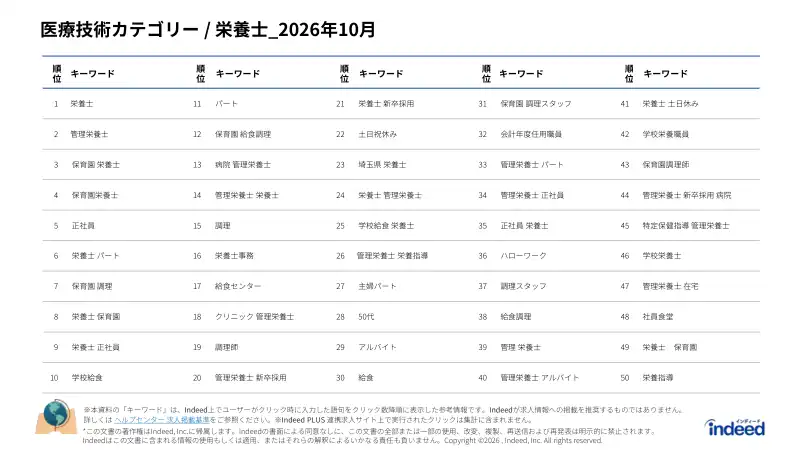 医療技術カテゴリー / 栄養士_2026年10月
順位 キーワード 順位 キーワード 順位 キーワード 順位 キーワード 順位 キーワード
1 栄養士 11 パート 21 栄養士 新卒採用 31 保育園 調理スタッフ 41 栄養士 土日休み
2 管理栄養士 12 保育園 給食調理 22 土日祝休み 32 会計年度任用職員 42 学校栄養職員
3 保育園 栄養士 13 病院 管理栄養士 23 埼玉県 栄養士 33 管理栄養士 パート 43 保育園調理師
4 保育園栄養士 14 管理栄養士 栄養士 24 栄養士 管理栄養士 34 管理栄養士 正社員 44 管理栄養士 新卒採用 病院
5 正社員 15 調理 25 学校給食 栄養士 35 正社員 栄養士 45 特定保健指導 管理栄養士
6 栄養士 パート 16 栄養士事務 26 管理栄養士 栄養指導 36 ハローワーク 46 学校栄養士
7 保育園 調理 17 給食センター 27 主婦パート 37 調理スタッフ 47 管理栄養士 在宅
8 栄養士 保育園 18 クリニック 管理栄養士 28 50代 38 給食調理 48 社員食堂
9 栄養士 正社員 19 調理師 29 アルバイト 39 管理 栄養士 49 栄養士　保育園
10 学校給食 20 管理栄養士 新卒採用 30 給食 40 管理栄養士 アルバイト 50 栄養指導
※本資料の「キーワード」は、Indeed上でユーザーがクリック時に入力した語句をクリック数降順に表示した参考情報です。Indeedが求人情報への掲載を推奨するものではありません。
詳しくは ヘルプセンター 求人掲載基準をご参照ください。※Indeed PLUS 連携求人サイト上で実行されたクリックは集計に含まれません。
*この文書の著作権はIndeed, Inc.に帰属します。Indeedの書面による同意なしに、この文書の全部または一部の使用、改変、複製、再送信および再発表は明示的に禁止されます。
Indeedはこの文書に含まれる情報の使用もしくは適用、またはそれらの解釈によるいかなる責任も負いません。Copyright ©2026 , Indeed, Inc. All rights reserved.
インディード
indeed